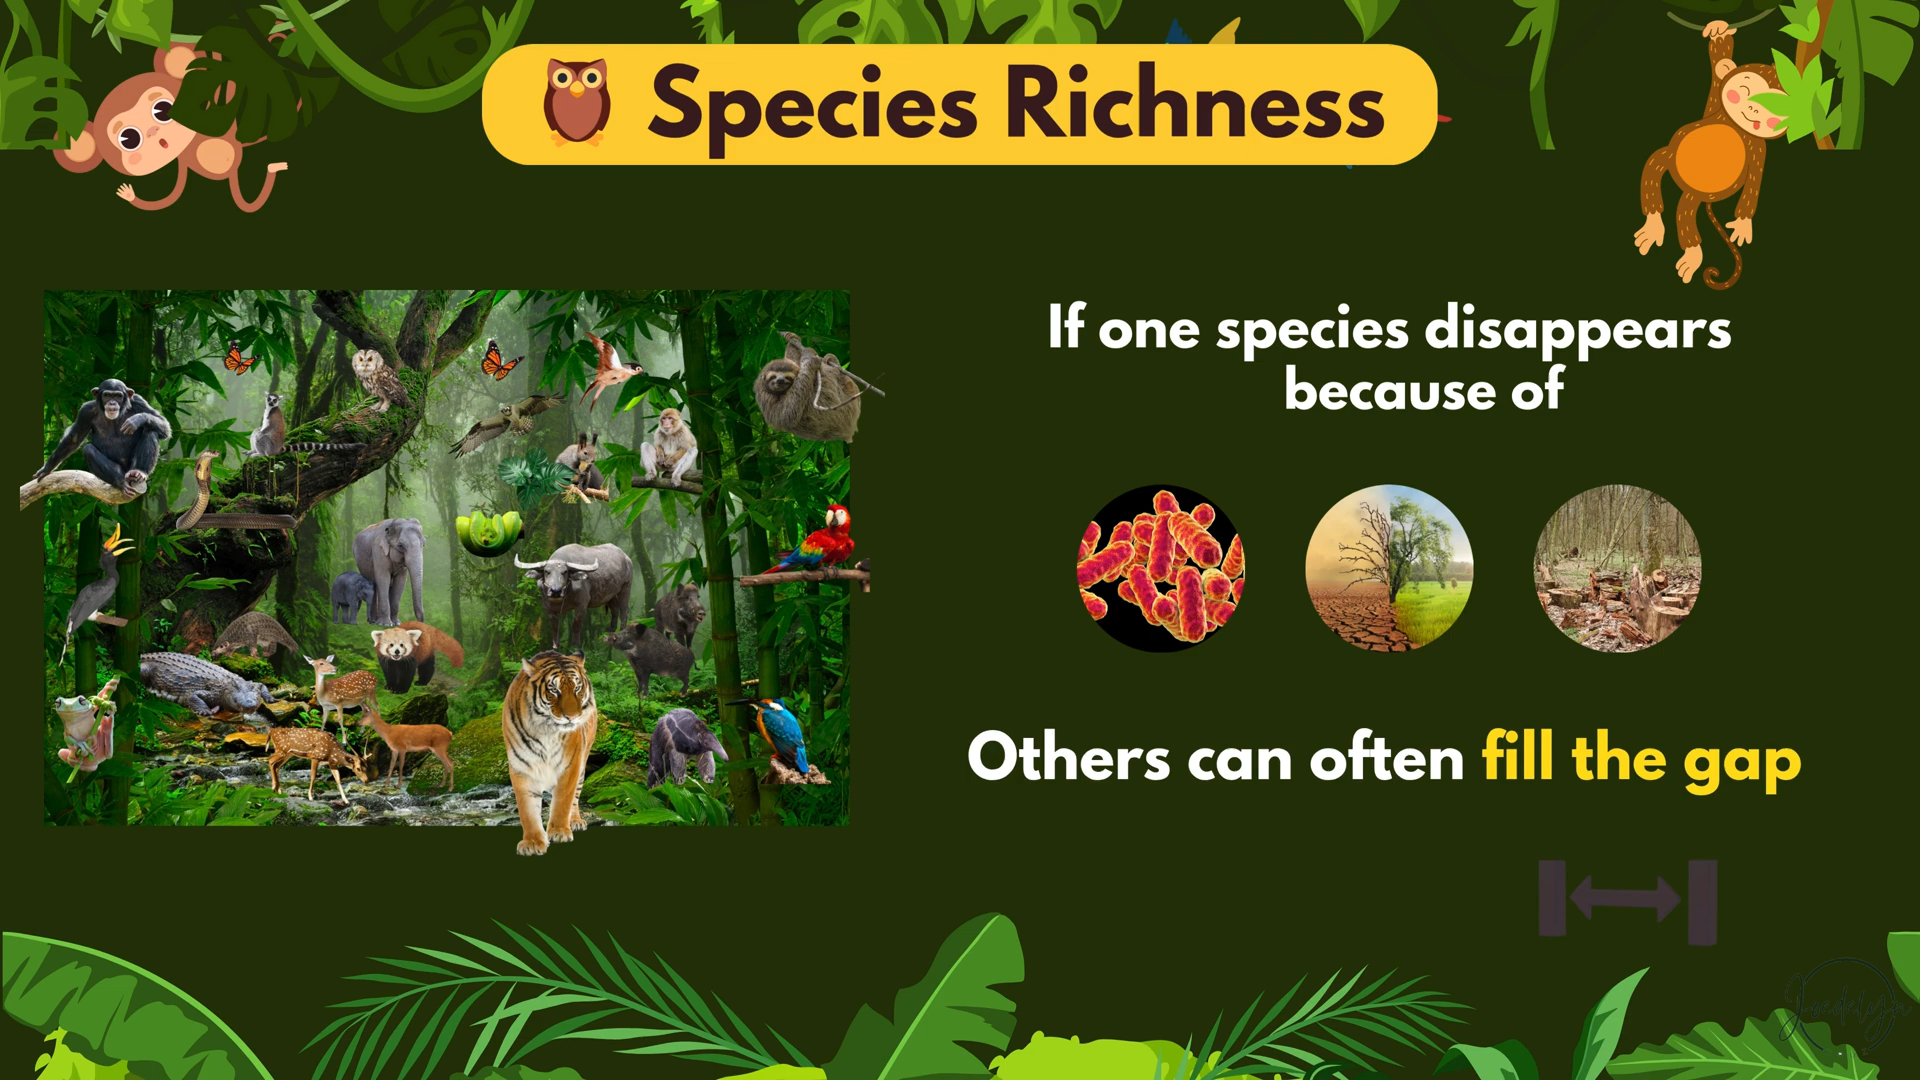 Species Richness
If one species disappears
because of
Others can often fill the gap